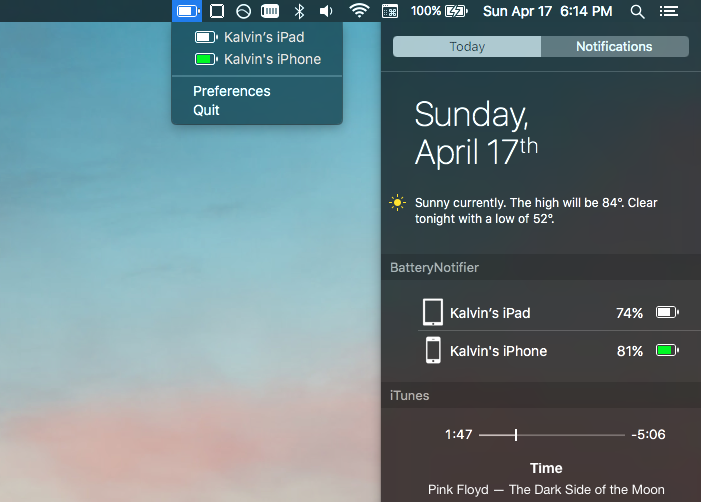 100% Sun Apr 17 6:14 PM
Kalvin’s iPad
Kalvin's iPhone
Preferences
Quit
Today Notifications
Sunday,
April 17th
Sunny currently. The high will be 84°. Clear
tonight with a low of 52°.
BatteryNotifier
Kalvin’s iPad 74%
Kalvin's iPhone 81%
iTunes
1:47 -5:06
Time
Pink Floyd — The Dark Side of the Moon